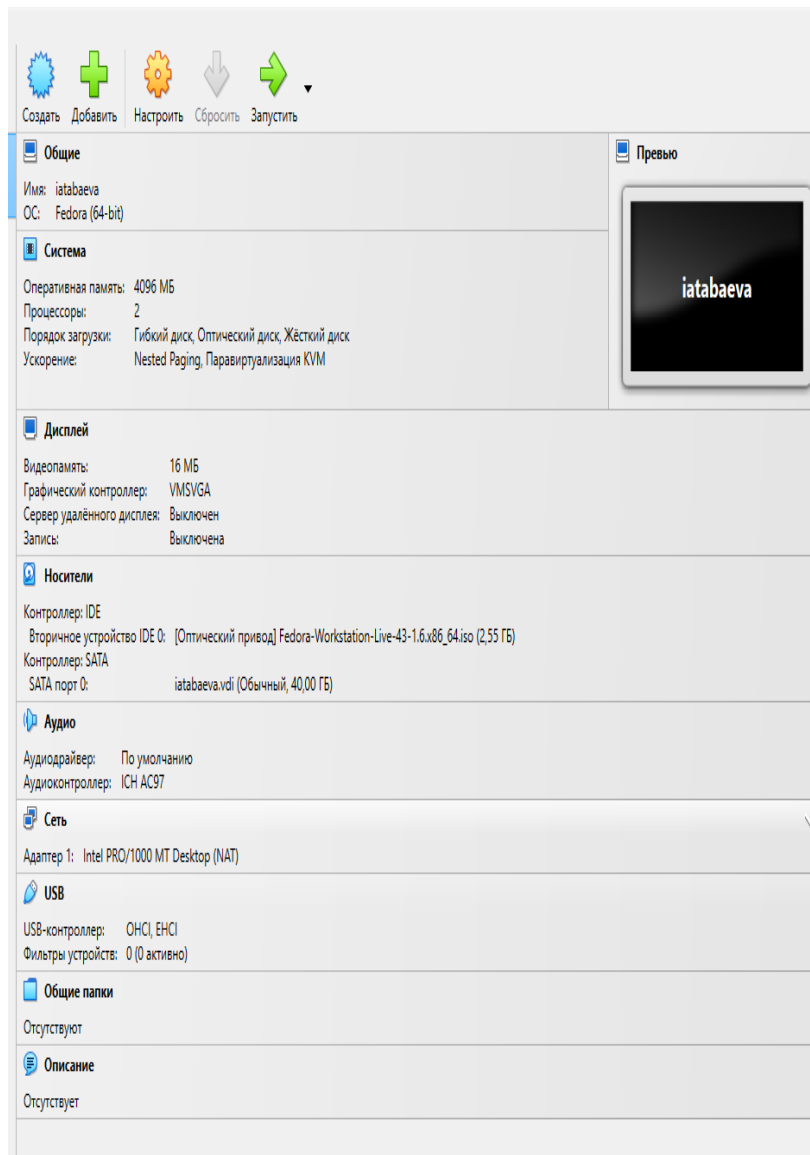 Создать Добавить Настроить Сбросить Запустить
Общие
Имя: iatabaeva
ОС: Fedora (64-bit)
Превью
iatabaeva
Система
Оперативная память: 4096 МБ
Процессоры: 2
Порядок загрузки: Гибкий диск, Оптический диск, Жёсткий диск
Ускорение: Nested Paging, Паравиртуализация KVM
Дисплей
Видеопамять: 16 МБ
Графический контроллер: VMSVGA
Сервер удалённого дисплея: Выключен
Запись: Выключена
Носители
Контроллер: IDE
Вторичное устройство IDE 0: [Оптический привод] Fedora-Workstation-Live-43-1.6.x86_64.iso (2,55 ГБ)
Контроллер: SATA
SATA порт 0: iatabaeva.vdi (Обычный, 40,00 ГБ)
Аудио
Аудиодрайвер: По умолчанию
Аудиоконтроллер: ICH AC97
Сеть
Адаптер 1: Intel PRO/1000 MT Desktop (NAT)
USB
USB-контроллер: OHCI, EHCI
Фильтры устройств: 0 (0 активно)
Общие папки
Отсутствуют
Описание
Отсутствует